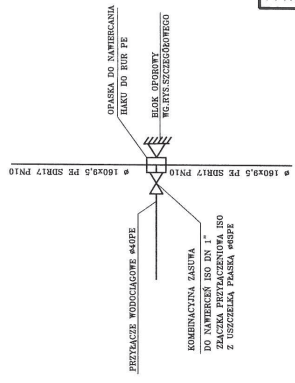 OPASKA DO NAWIERCANIA
HAKU DO RUR PE
BLOK OPOROWY
WG.RYS.SZCZEGÓŁOWEGO
ø 160x9,5 PE SDR17 PN10
ø 160x9,5 PE SDR17 PN10
PRZYŁĄCZE WODOCIĄGOWE ø40PE
KOMBINACYJNA ZASUWA
DO NAWIERCEŃ ISO DN 1"
ZŁĄCZKA PRZYŁĄCZENIOWA ISO
Z USZCZELKĄ PŁASKĄ ø63PE